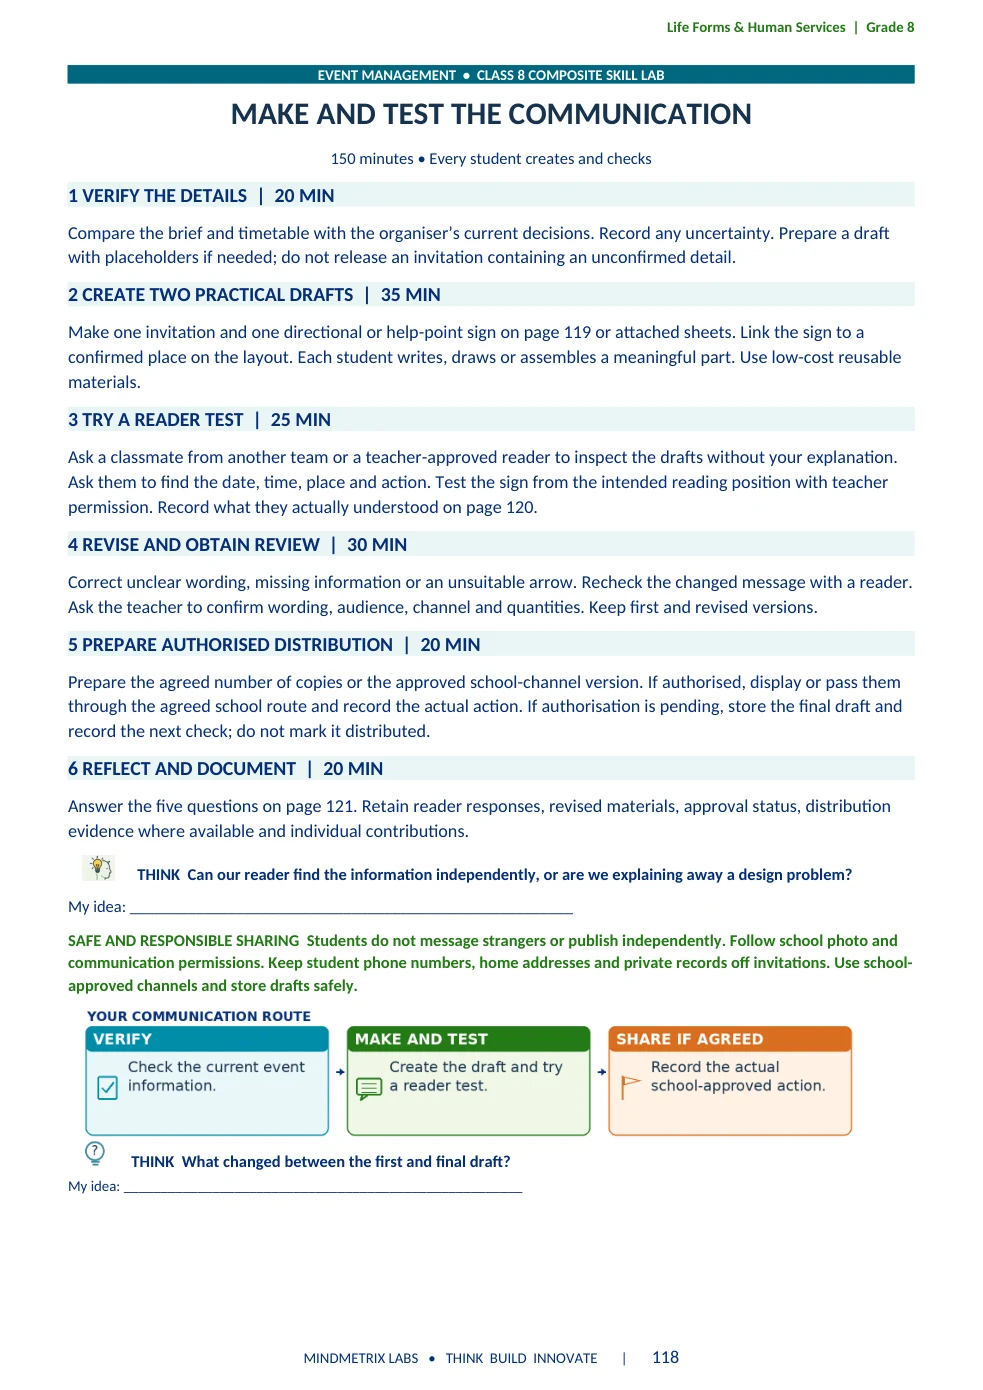 Life Forms & Human Services | Grade 8
EVENT MANAGEMENT ● CLASS 8 COMPOSITE SKILL LAB
MAKE AND TEST THE COMMUNICATION
150 minutes • Every student creates and checks
1 VERIFY THE DETAILS | 20 MIN
Compare the brief and timetable with the organiser's current decisions. Record any uncertainty. Prepare a draft
with placeholders if needed; do not release an invitation containing an unconfirmed detail.
2 CREATE TWO PRACTICAL DRAFTS | 35 MIN
Make one invitation and one directional or help-point sign on page 119 or attached sheets. Link the sign to a
confirmed place on the layout. Each student writes, draws or assembles a meaningful part. Use low-cost reusable
materials.
3 TRY A READER TEST | 25 MIN
Ask a classmate from another team or a teacher-approved reader to inspect the drafts without your explanation.
Ask them to find the date, time, place and action. Test the sign from the intended reading position with teacher
permission. Record what they actually understood on page 120.
4 REVISE AND OBTAIN REVIEW | 30 MIN
Correct unclear wording, missing information or an unsuitable arrow. Recheck the changed message with a reader.
Ask the teacher to confirm wording, audience, channel and quantities. Keep first and revised versions.
5 PREPARE AUTHORISED DISTRIBUTION | 20 MIN
Prepare the agreed number of copies or the approved school-channel version. If authorised, display or pass them
through the agreed school route and record the actual action. If authorisation is pending, store the final draft and
record the next check; do not mark it distributed.
6 REFLECT AND DOCUMENT | 20 MIN
Answer the five questions on page 121. Retain reader responses, revised materials, approval status, distribution
evidence where available and individual contributions.
THINK Can our reader find the information independently, or are we explaining away a design problem?
My idea: ____________________________________________________
SAFE AND RESPONSIBLE SHARING Students do not message strangers or publish independently. Follow school photo and
communication permissions. Keep student phone numbers, home addresses and private records off invitations. Use school-
approved channels and store drafts safely.
YOUR COMMUNICATION ROUTE
VERIFY
Check the current event
information.
MAKE AND TEST
Create the draft and try
a reader test.
SHARE IF AGREED
Record the actual
school-approved action.
?
THINK What changed between the first and final draft?
My idea: ____________________________________________________
MINDMETRIX LABS ● THINK BUILD INNOVATE | 118